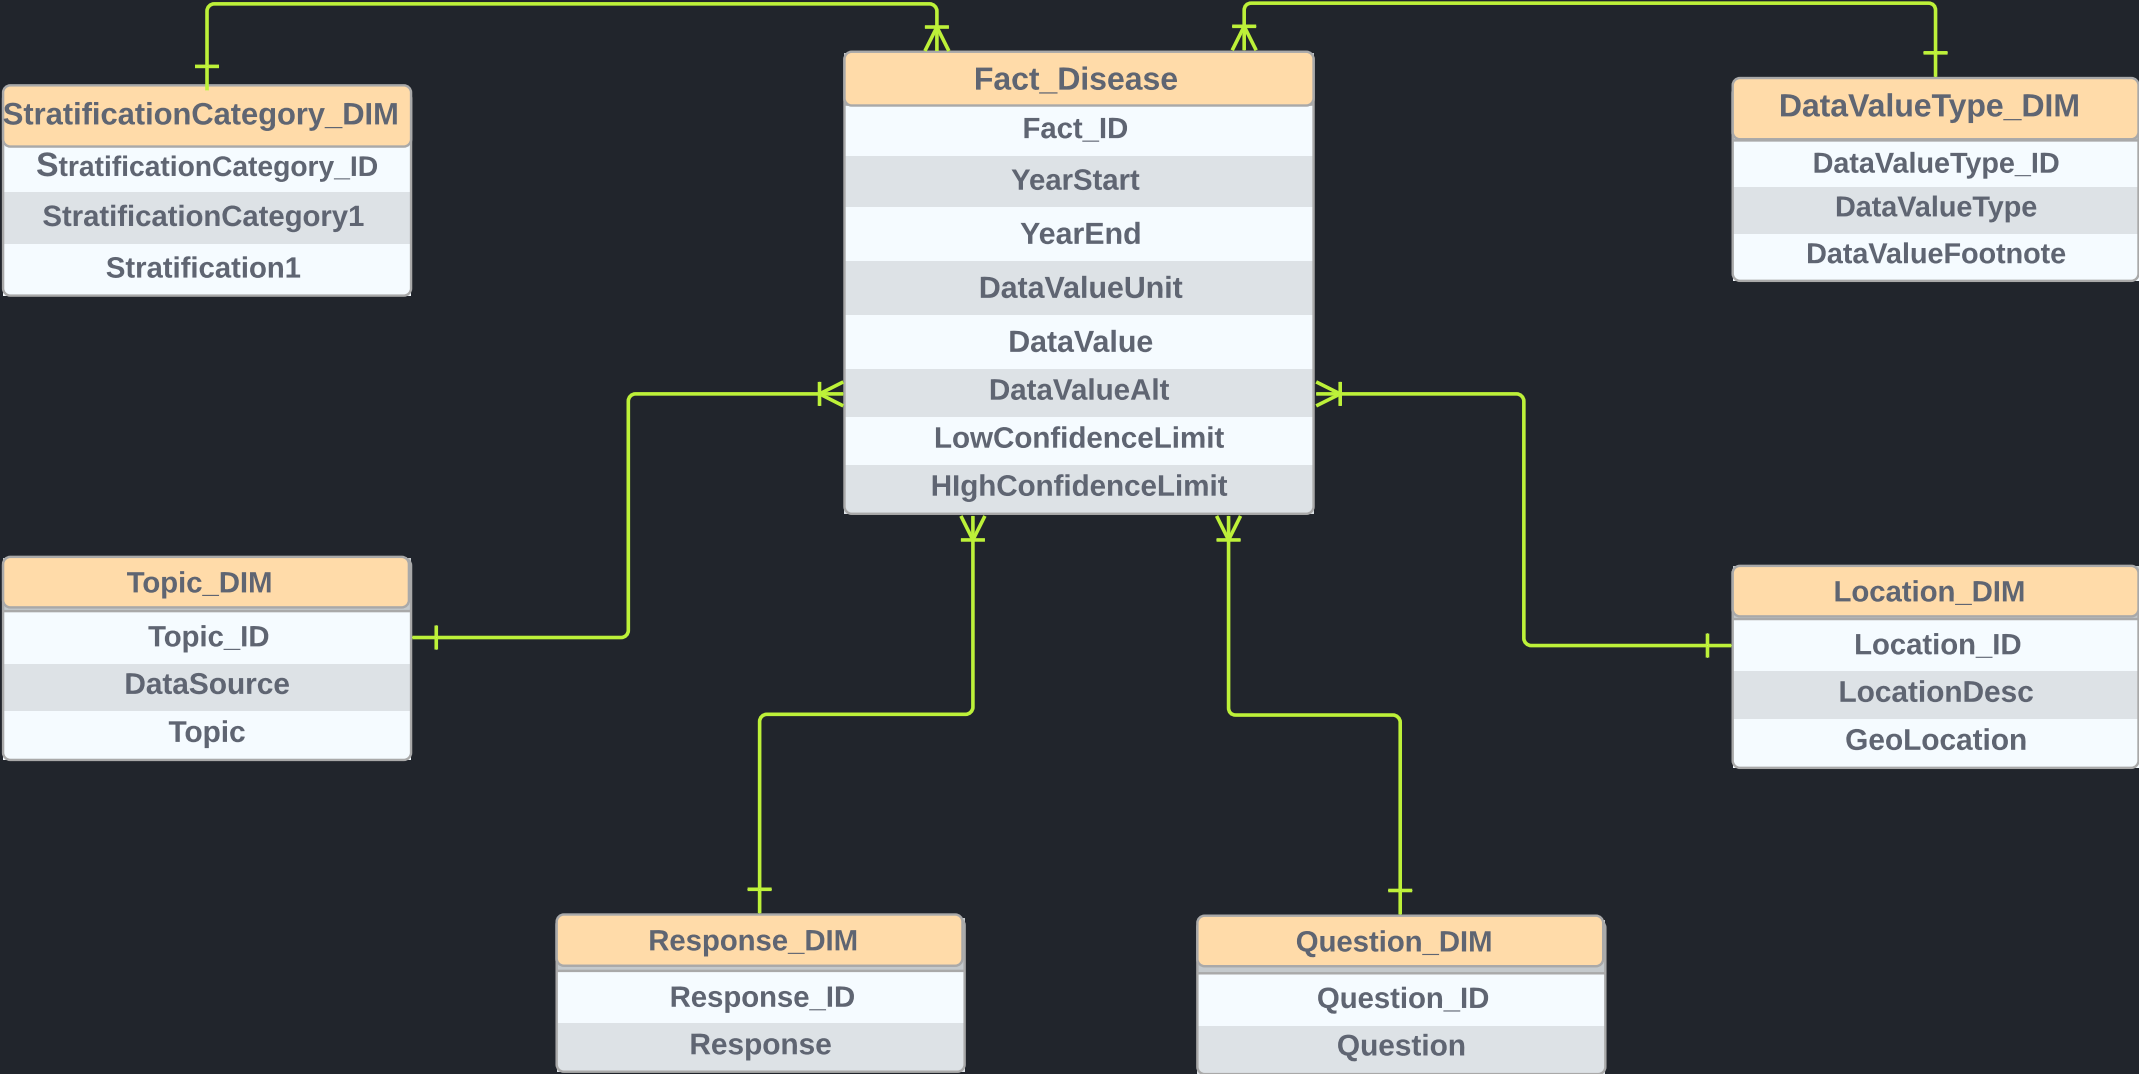 StratificationCategory_DIM
StratificationCategory_ID
StratificationCategory1
Stratification1
Fact_Disease
Fact_ID
YearStart
YearEnd
DataValueUnit
DataValue
DataValueAlt
LowConfidenceLimit
HIghConfidenceLimit
DataValueType_DIM
DataValueType_ID
DataValueType
DataValueFootnote
Topic_DIM
Topic_ID
DataSource
Topic
Location_DIM
Location_ID
LocationDesc
GeoLocation
Response_DIM
Response_ID
Response
Question_DIM
Question_ID
Question